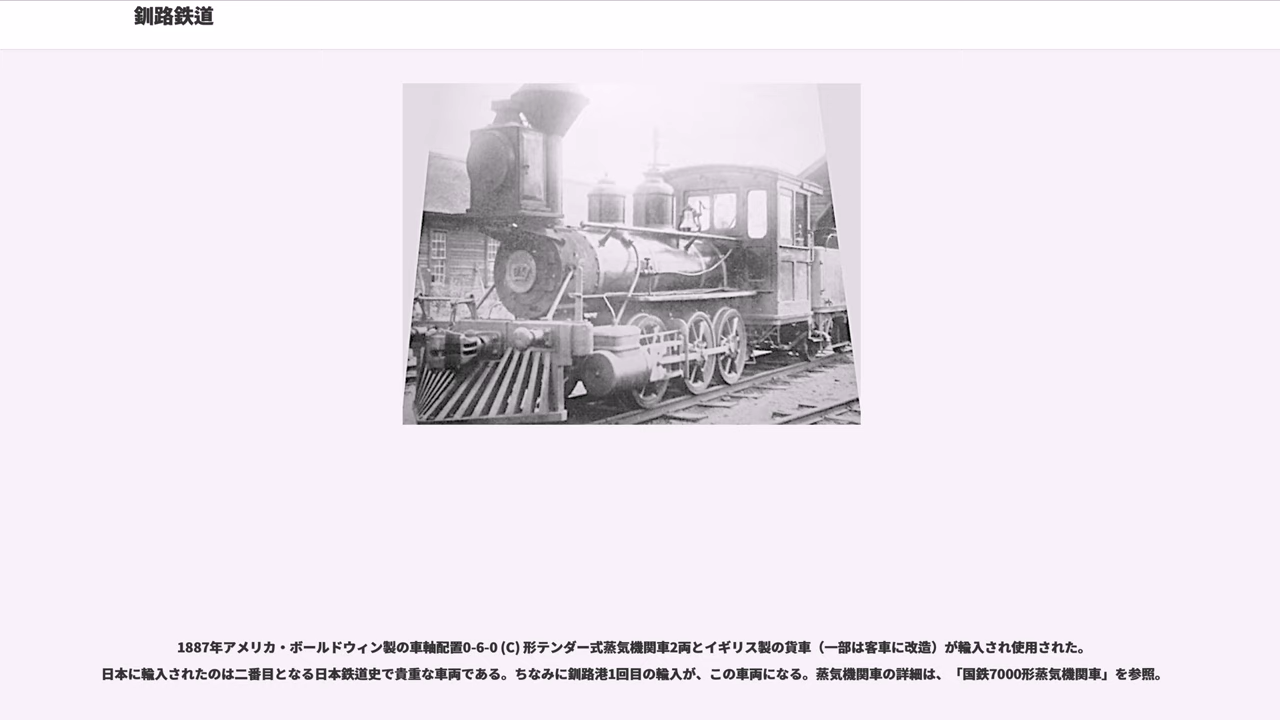 釧路鉄道
1887年アメリカ・ボールドウィン製の車軸配置0-6-0 (C) 形テンダー式蒸気機関車2両とイギリス製の貨車（一部は客車に改造）が輸入され使用された。
日本に輸入されたのは二番目となる日本鉄道史で貴重な車両である。ちなみに釧路港1回目の輸入が、この車両になる。蒸気機関車の詳細は、「国鉄7000形蒸気機関車」を参照。